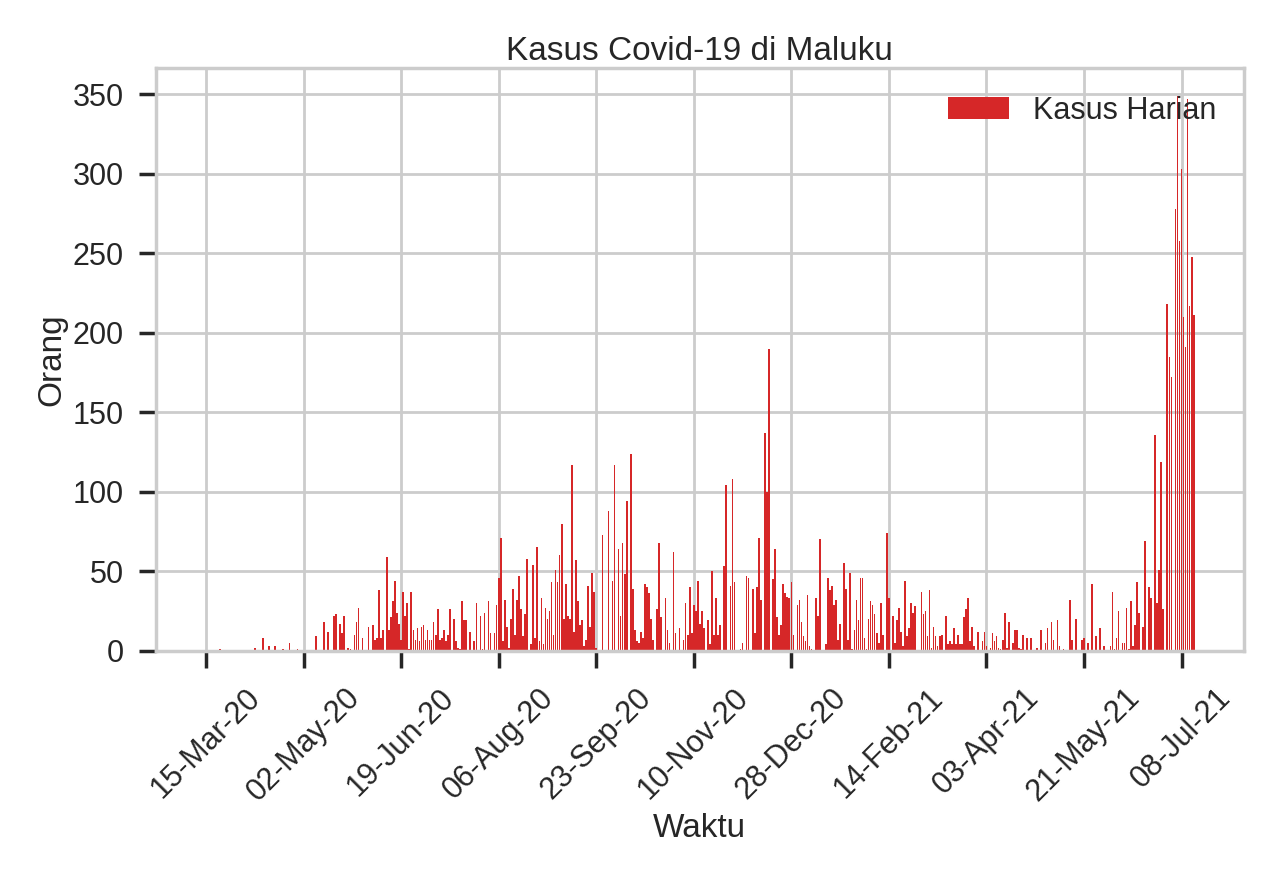 Kasus Covid-19 di Maluku
Kasus Harian
Orang
350
300
250
200
150
100
50
0
15-Mar-20
02-May-20
19-Jun-20
06-Aug-20
23-Sep-20
10-Nov-20
28-Dec-20
14-Feb-21
03-Apr-21
21-May-21
08-Jul-21
Waktu